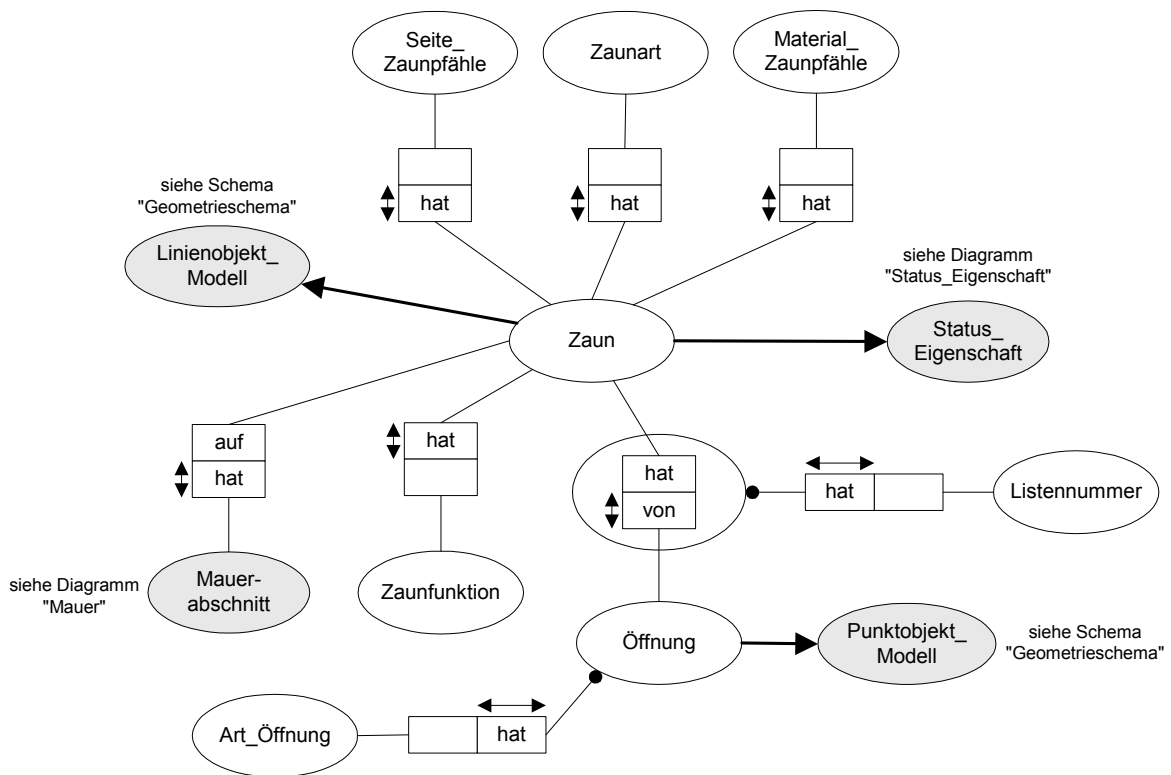 Seite_
Zaunpfähle
Zaunart
Material_
Zaunpfähle
hat
hat
hat
siehe Schema
"Geometrieschema"
Linienobjekt_
Modell
siehe Diagramm
"Status_Eigenschaft"
Status_
Eigenschaft
Zaun
auf
hat
hat
hat
von
hat
Listennummer
siehe Diagramm
"Mauer"
Mauer-
abschnitt
Zaunfunktion
Öffnung
Punktobjekt_
Modell
siehe Schema
"Geometrieschema"
Art_Öffnung
hat